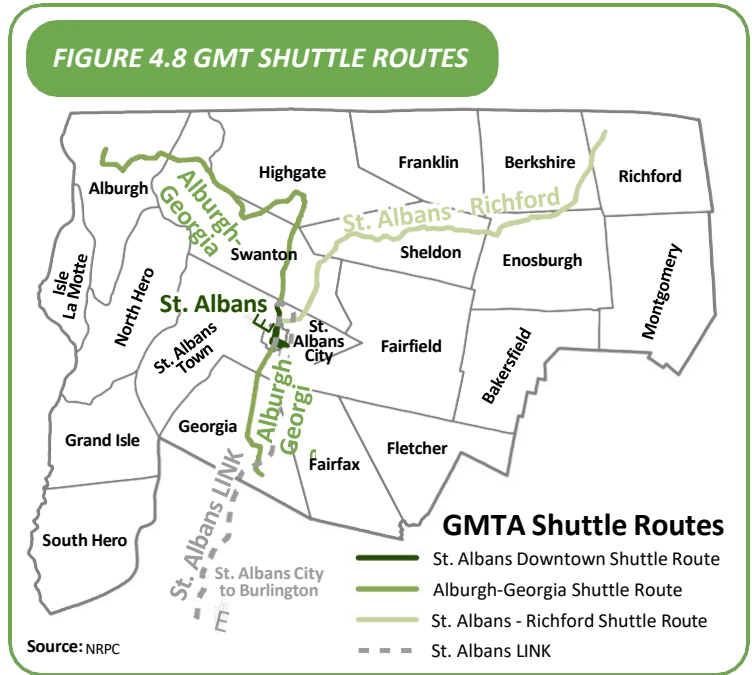 FIGURE 4.8 GMT SHUTTLE ROUTES
Franklin
Berkshire
Highgate
Richford
Alburgh
Alburgh-
Georgia
St. Albans - Richford
Swanton
Sheldon
Enosburgh
Isle
La Motte
North Hero
Montgomery
St. Albans
E
St.
Albans
City
St. Albans
Town
Fairfield
Bakersfield
Alburgh
Georgi
Georgia
Grand Isle
Fletcher
Fairfax
St. Albans LINK
South Hero
St. Albans City
to Burlington
E
GMTA Shuttle Routes
St. Albans Downtown Shuttle Route
Alburgh-Georgia Shuttle Route
St. Albans - Richford Shuttle Route
St. Albans LINK
Source: NRPC